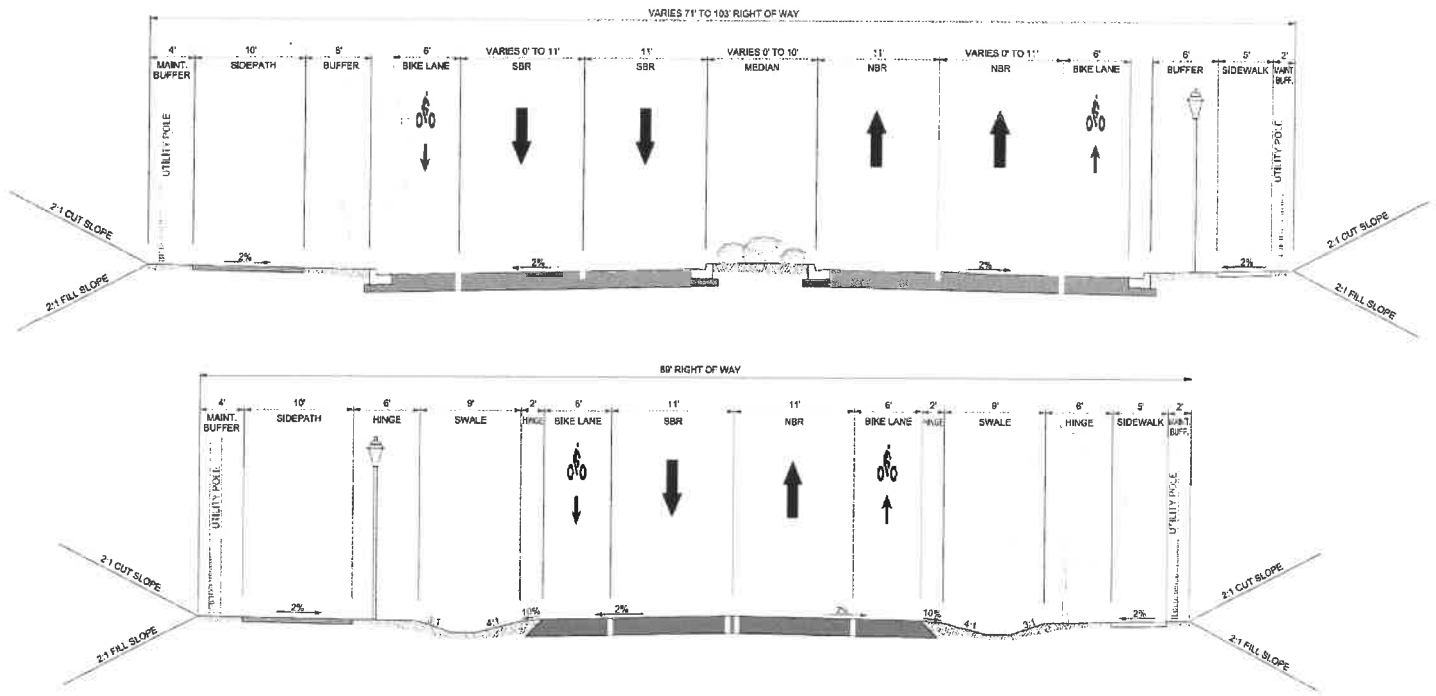 VARIES 71' TO 103' RIGHT OF WAY
4' 10' 6' 6' VARIES 0' TO 11' 11' VARIES 0' TO 10' 11' VARIES 0' TO 11' 6' 6' 5' 2'
MAINT. BUFFER SIDEPATH BUFFER BIKE LANE SBR SBR MEDIAN NBR NBR BIKE LANE BUFFER SIDEWALK MAINT. BUFF.
UTILITY POLE
UTILITY POLE
2:1 CUT SLOPE
2:1 CUT SLOPE
2% 2% 2% 2%
2:1 FILL SLOPE
2:1 FILL SLOPE
89' RIGHT OF WAY
4' 10' 6' 9' 2' 6' 11' 11' 6' 2' 9' 6' 5' 2'
MAINT. BUFFER SIDEPATH HINGE SWALE HINGE BIKE LANE SBR NBR BIKE LANE HINGE SWALE HINGE SIDEWALK MAINT. BUFF.
UTILITY POLE
UTILITY POLE
2:1 CUT SLOPE
2:1 CUT SLOPE
2% 4:1 10% 2% 2% 10% 4:1 3:1 2%
2:1 FILL SLOPE
2:1 FILL SLOPE